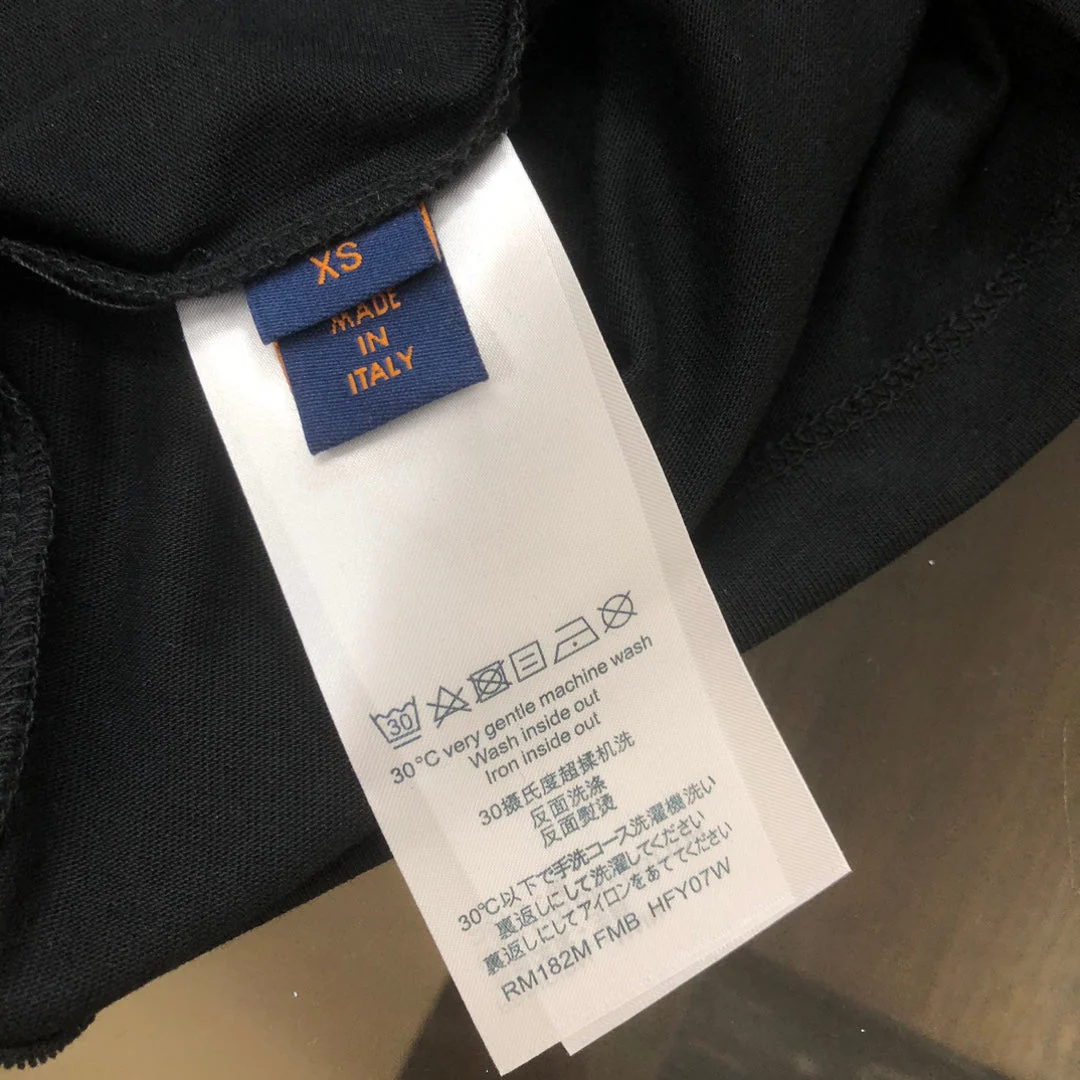 XS
MADE
IN
ITALY
30
30°C very gentle machine wash
Wash inside out
Iron inside out
30摄氏度超揉机洗
反面洗涤
反面熨烫
30℃以下で手洗コース洗濯機洗い
裏返しにして洗濯してください
裏返しにしてアイロンをあててください
RM182M FMB HFY07W